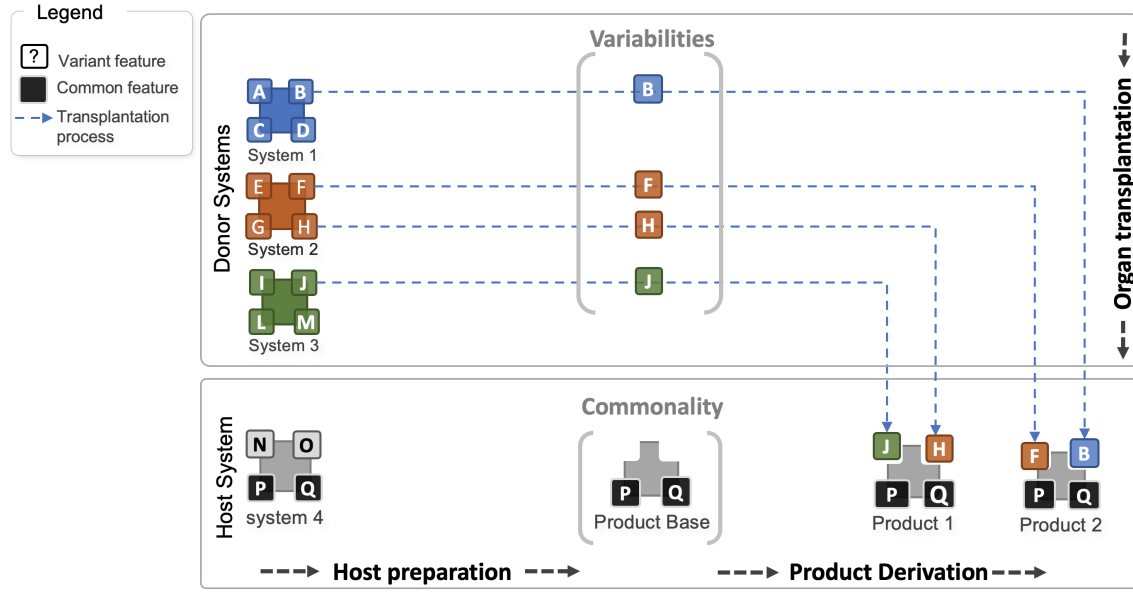 Legend
?
Variant feature
Common feature
Transplantation
process
Variabilities
Donor Systems
A B
C D
System 1
B
E F
G H
System 2
F
H
I J
L M
System 3
J
Organ transplantation
Host System
N O
P Q
system 4
Commonality
P Q
Product Base
J H
P Q
Product 1
F B
P Q
Product 2
Host preparation
Product Derivation